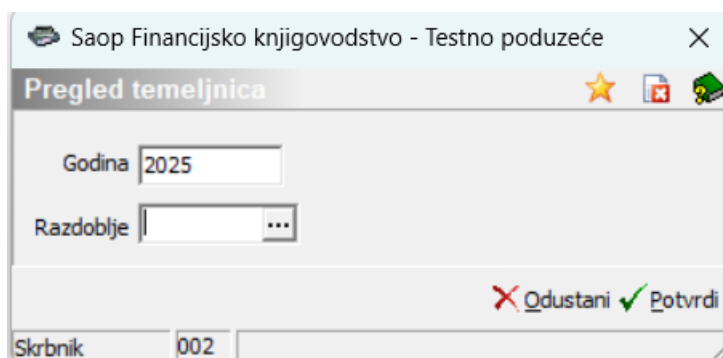 Saop Financijsko knjigovodstvo - Testno poduzeće
Pregled temeljnica
Godina 2025
Razdoblje ...
Odustani Potvrdi
Skrbnik 002